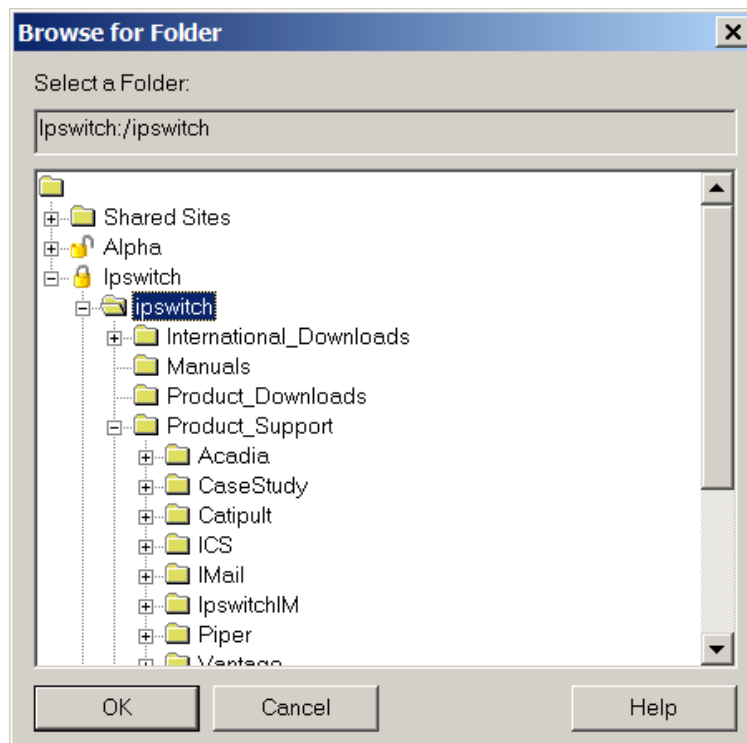 Browse for Folder
Select a Folder:
Ipswitch:/ipswitch
Shared Sites
Alpha
Ipswitch
ipswitch
International_Downloads
Manuals
Product_Downloads
Product_Support
Acadia
CaseStudy
Catipult
ICS
IMail
IpswitchIM
Piper
Vantage
OK Cancel Help